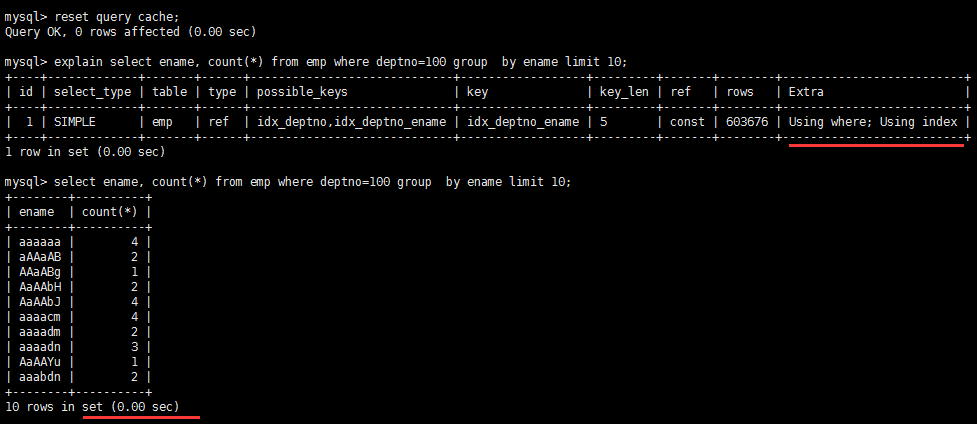 mysql> reset query cache;
Query OK, 0 rows affected (0.00 sec)
mysql> explain select ename, count(*) from emp where deptno=100 group  by ename limit 10;
+----+-------------+-------+------+---------------------------+------------------+---------+-------+--------+--------------------------+
| id | select_type | table | type | possible_keys             | key              | key_len | ref   | rows   | Extra                    |
+----+-------------+-------+------+---------------------------+------------------+---------+-------+--------+--------------------------+
|  1 | SIMPLE      | emp   | ref  | idx_deptno,idx_deptno_ename | idx_deptno_ename | 5       | const | 603676 | Using where; Using index |
+----+-------------+-------+------+---------------------------+------------------+---------+-------+--------+--------------------------+
1 row in set (0.00 sec)
mysql> select ename, count(*) from emp where deptno=100 group  by ename limit 10;
+--------+----------+
| ename  | count(*) |
+--------+----------+
| aaaaaa |        4 |
| aAAaAB |        2 |
| AAaABg |        1 |
| AaAAbH |        2 |
| AaAAbJ |        4 |
| aaaacm |        4 |
| aaaadm |        2 |
| aaaadn |        3 |
| AaAAYu |        1 |
| aaabdn |        2 |
+--------+----------+
10 rows in set (0.00 sec)